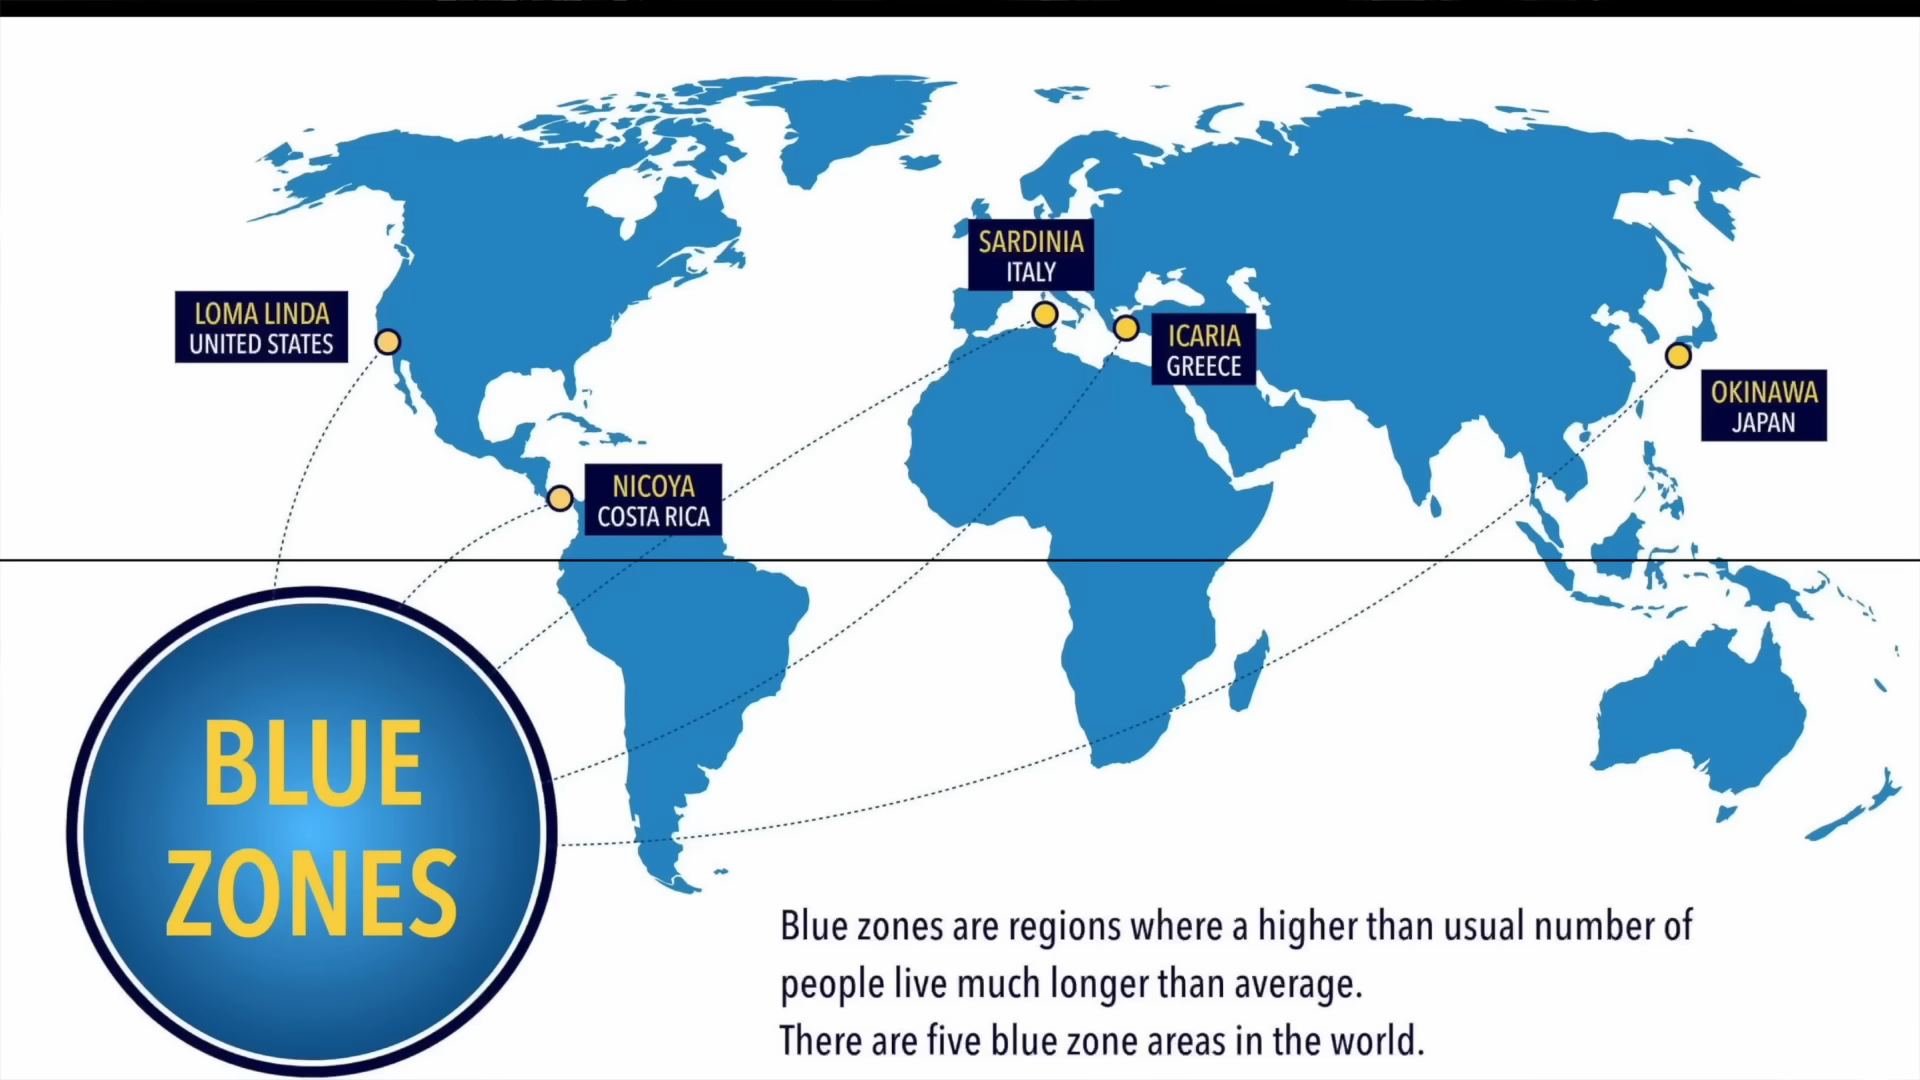 SARDINIA
ITALY
LOMA LINDA
UNITED STATES
ICARIA
GREECE
OKINAWA
JAPAN
NICOYA
COSTA RICA
BLUE
ZONES
Blue zones are regions where a higher than usual number of
people live much longer than average.
There are five blue zone areas in the world.